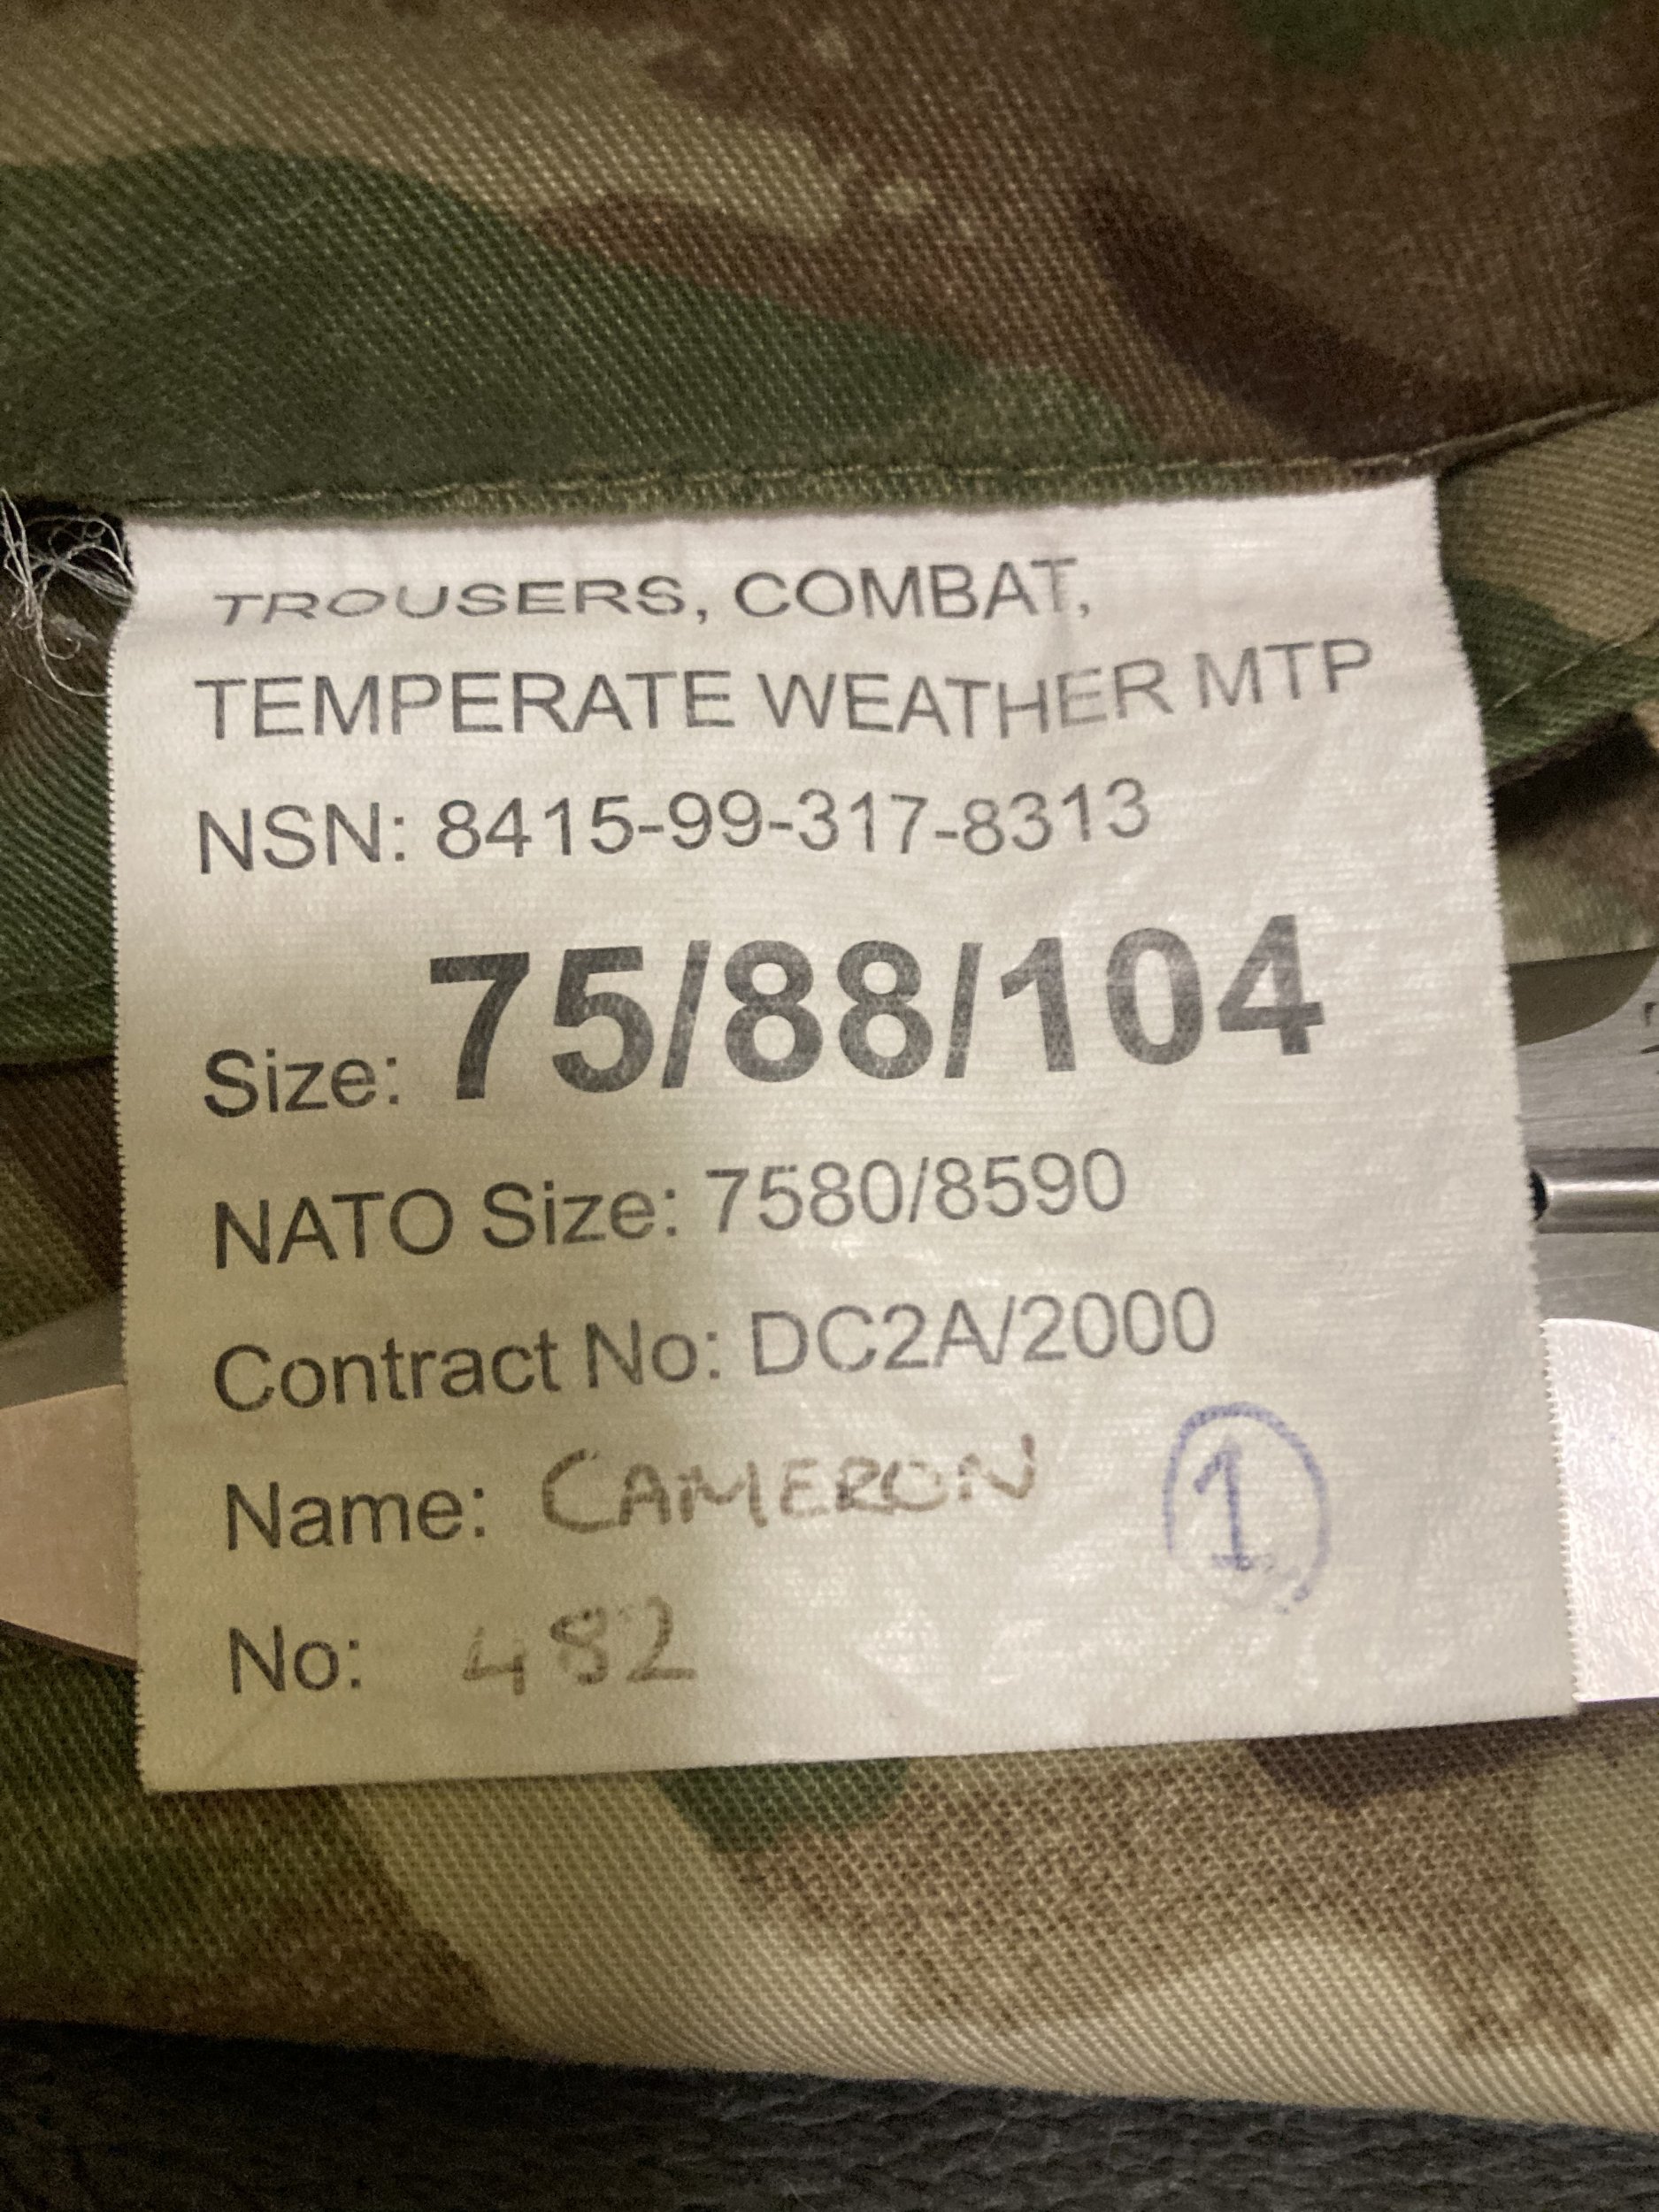 TROUSERS, COMBAT,
TEMPERATE WEATHER MTP
NSN: 8415-99-317-8313
Size: 75/88/104
NATO Size: 7580/8590
Contract No: DC2A/2000
Name: CAMERON
1
No: 482